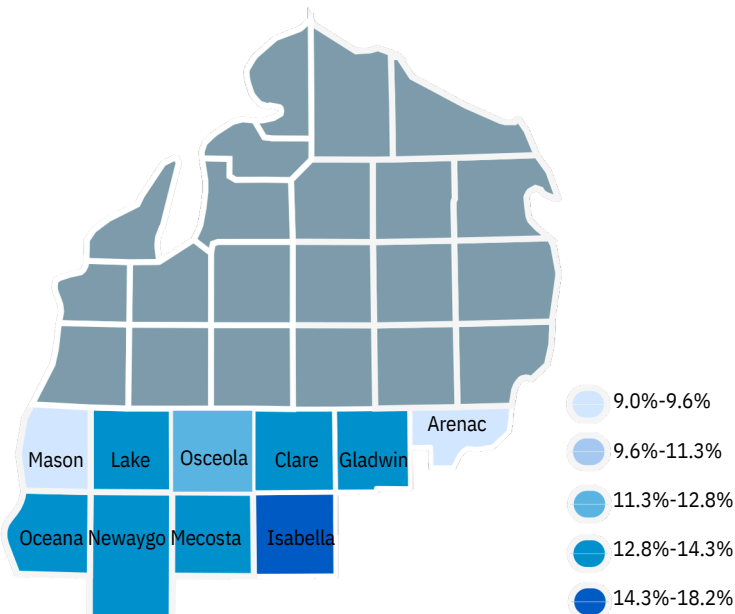 9.0%-9.6%
Arenac
Mason
Lake
Osceola
Clare
Gladwin
9.6%-11.3%
11.3%-12.8%
Oceana
Newaygo
Mecosta
Isabella
12.8%-14.3%
14.3%-18.2%